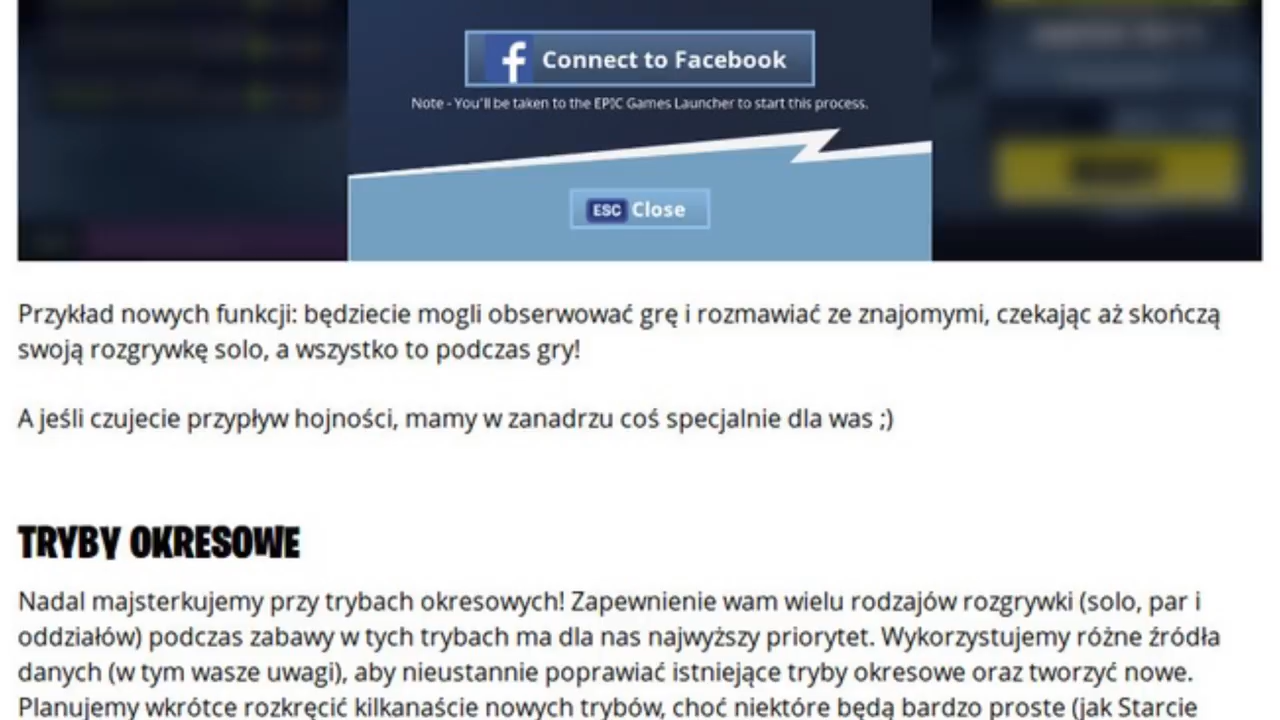 f Connect to Facebook
Note - You'll be taken to the EPIC Games Launcher to start this process.
ESC Close
Przykład nowych funkcji: będziecie mogli obserwować grę i rozmawiać ze znajomymi, czekając aż skończą
swoją rozgrywkę solo, a wszystko to podczas gry!
A jeśli czujecie przypływ hojności, mamy w zanadrzu coś specjalnie dla was ;)
TRYBY OKRESOWE
Nadal majsterkujemy przy trybach okresowych! Zapewnienie wam wielu rodzajów rozgrywki (solo, par i
oddziałów) podczas zabawy w tych trybach ma dla nas najwyższy priorytet. Wykorzystujemy różne źródła
danych (w tym wasze uwagi), aby nieustannie poprawiać istniejące tryby okresowe oraz tworzyć nowe.
Planujemy wkrótce rozkręcić kilkanaście nowych trybów, choć niektóre będą bardzo proste (jak Starcie